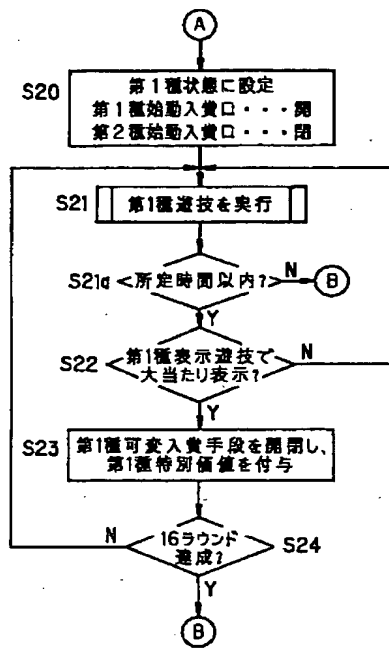 A
S20
第1種状態に設定
第1種始動入賞口・・・開
第2種始動入賞口・・・閉
S21
第1種遊技を実行
S21a
所定時間以内?
N
B
Y
S22
第1種表示遊技で
大当たり表示?
N
Y
S23
第1種可変入賞手段を開閉し、
第1種特別価値を付与
N
16ラウンド
達成?
S24
Y
B